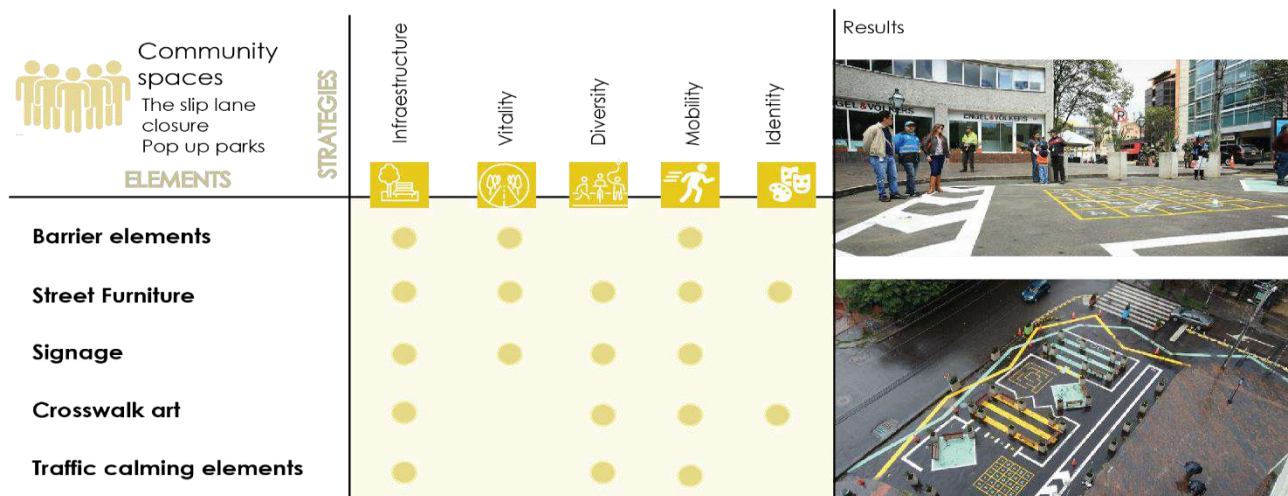 Community
spaces
The slip lane
closure
Pop up parks
ELEMENTS
STRATEGIES
Infraestructure
Vitality
Diversity
Mobility
Identity
Results
Barrier elements
Street Furniture
Signage
Crosswalk art
Traffic calming elements
ENGEL & VÖLKERS